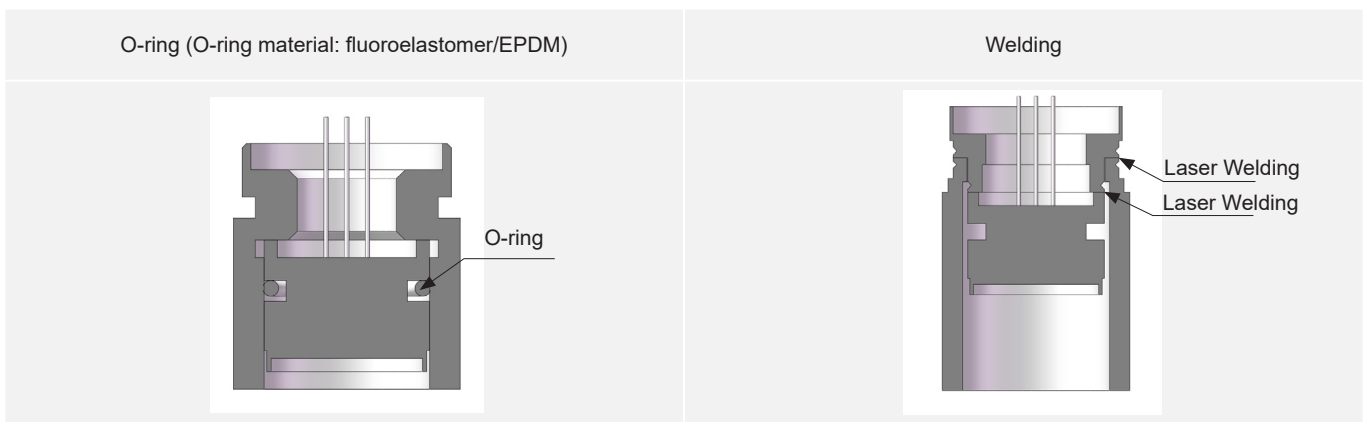 O-ring (O-ring material: fluoroelastomer/EPDM)
Welding
O-ring
Laser Welding
Laser Welding